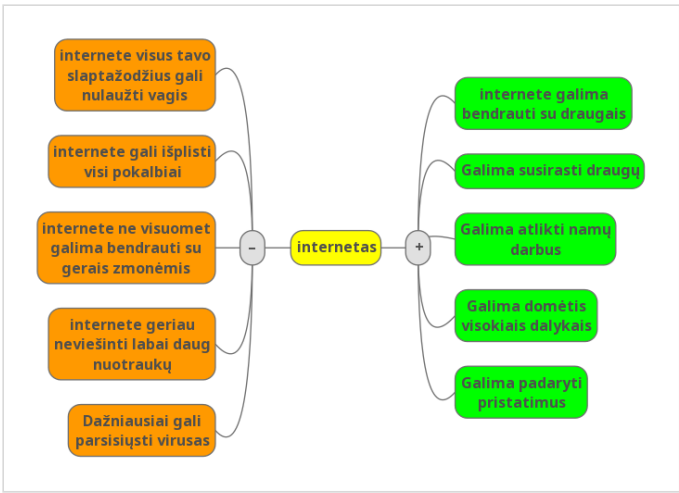 internete visus tavo
slaptažodžius gali
nulaužti vagis
internete gali išplisti
visi pokalbiai
internete ne visuomet
galima bendrauti su
gerais zmonėmis
internete geriau
neviešinti labai daug
nuotraukų
Dažniausiai gali
parsisiųsti virusas
–
internetas
+
internete galima
bendrauti su draugais
Galima susirasti draugų
Galima atlikti namų
darbus
Galima domėtis
visokiais dalykais
Galima padaryti
pristatimus